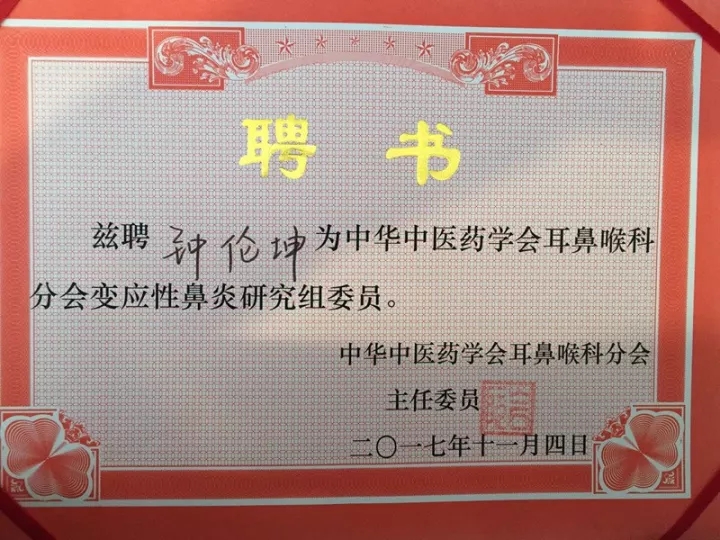 聘书
兹聘 钟伦坤 为中华中医药学会耳鼻喉科
分会变应性鼻炎研究组委员。
中华中医药学会耳鼻喉科分会
主任委员
二〇一七年十一月四日